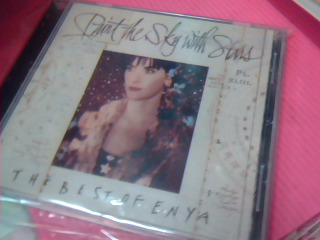 Paint the Sky with Stars
THE BEST OF ENYA